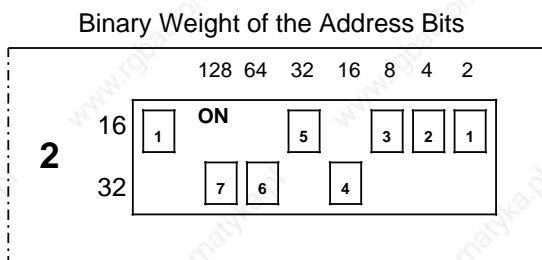 Binary Weight of the Address Bits
128 64 32 16 8 4 2
16 1 ON 5 3 2 1
2
32 7 6 4